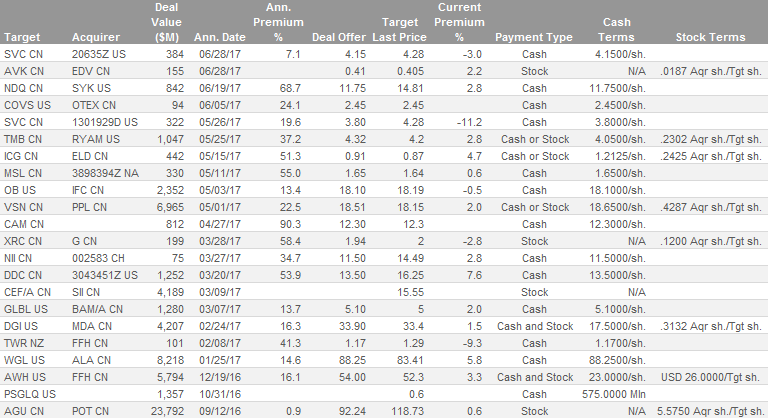 Deal Ann. Target Current
Value Premium Premium Cash
Target Acquirer ($M) Ann. Date % Deal Offer Last Price % Payment Type Terms Stock Terms
SVC CN 20635Z US 384 06/28/17 7.1 4.15 4.28 -3.0 Cash 4.1500/sh.
AVK CN EDV CN 155 06/28/17 0.41 0.405 2.2 Stock N/A .0187 Aqr sh./Tgt sh.
NDQ CN SYK US 842 06/19/17 68.7 11.75 14.81 2.8 Cash 11.7500/sh.
COVS US OTEX CN 94 06/05/17 24.1 2.45 2.45 Cash 2.4500/sh.
SVC CN 1301929D US 322 05/26/17 19.6 3.80 4.28 -11.2 Cash 3.8000/sh.
TMB CN RYAM US 1,047 05/25/17 37.2 4.32 4.2 2.8 Cash or Stock 4.0500/sh. .2302 Aqr sh./Tgt sh.
ICG CN ELD CN 442 05/15/17 51.3 0.91 0.87 4.7 Cash or Stock 1.2125/sh. .2425 Aqr sh./Tgt sh.
MSL CN 3898394Z NA 330 05/11/17 55.0 1.65 1.64 0.6 Cash 1.6500/sh.
OB US IFC CN 2,352 05/03/17 13.4 18.10 18.19 -0.5 Cash 18.1000/sh.
VSN CN PPL CN 6,965 05/01/17 22.5 18.51 18.15 2.0 Cash or Stock 18.6500/sh. .4287 Aqr sh./Tgt sh.
CAM CN 812 04/27/17 90.3 12.30 12.3 Cash 12.3000/sh.
XRC CN G CN 199 03/28/17 58.4 1.94 2 -2.8 Stock N/A .1200 Aqr sh./Tgt sh.
NII CN 002583 CH 75 03/27/17 34.7 11.50 14.49 2.8 Cash 11.5000/sh.
DDC CN 3043451Z US 1,252 03/20/17 53.9 13.50 16.25 7.6 Cash 13.5000/sh.
CEF/A CN SII CN 4,189 03/09/17 15.55 Stock N/A
GLBL US BAM/A CN 1,280 03/07/17 13.7 5.10 5 2.0 Cash 5.1000/sh.
DGI US MDA CN 4,207 02/24/17 16.3 33.90 33.4 1.5 Cash and Stock 17.5000/sh. .3132 Aqr sh./Tgt sh.
TWR NZ FFH CN 101 02/08/17 41.3 1.17 1.29 -9.3 Cash 1.1700/sh.
WGL US ALA CN 8,218 01/25/17 14.6 88.25 83.41 5.8 Cash 88.2500/sh.
AWH US FFH CN 5,794 12/19/16 16.1 54.00 52.3 3.3 Cash and Stock 23.0000/sh. USD 26.0000/Tgt sh.
PSGLQ US 1,357 10/31/16 0.6 Cash 575.0000 Mln
AGU CN POT CN 23,792 09/12/16 0.9 92.24 118.73 0.6 Stock N/A 5.5750 Aqr sh./Tgt sh.